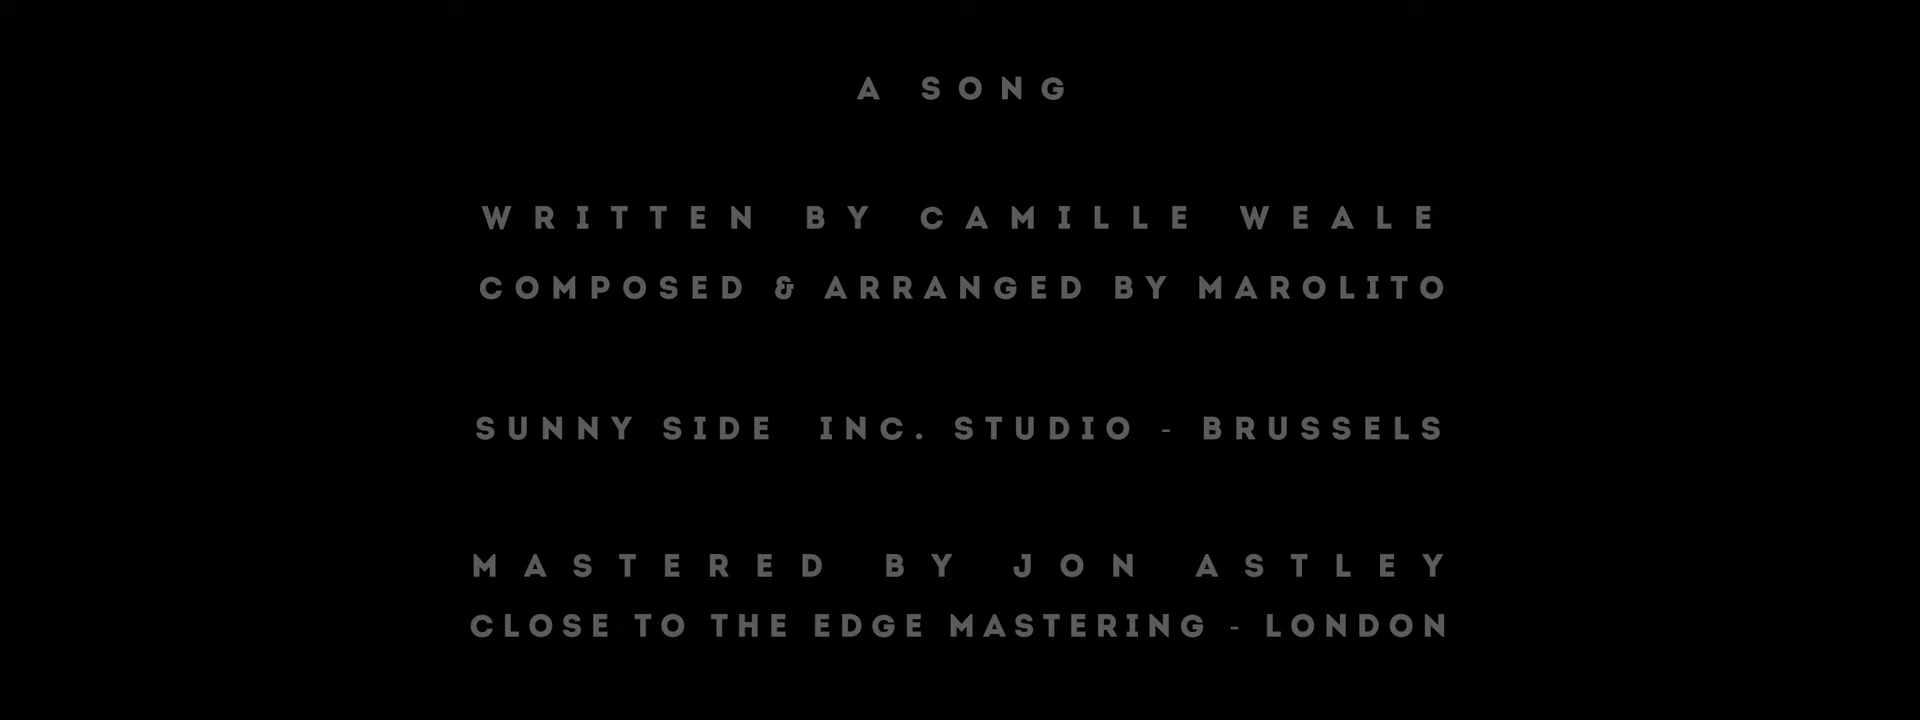 A SONG
WRITTEN BY CAMILLE WEALE
COMPOSED & ARRANGED BY MAROLITO
SUNNY SIDE INC. STUDIO - BRUSSELS
MASTERED BY JON ASTLEY
CLOSE TO THE EDGE MASTERING - LONDON